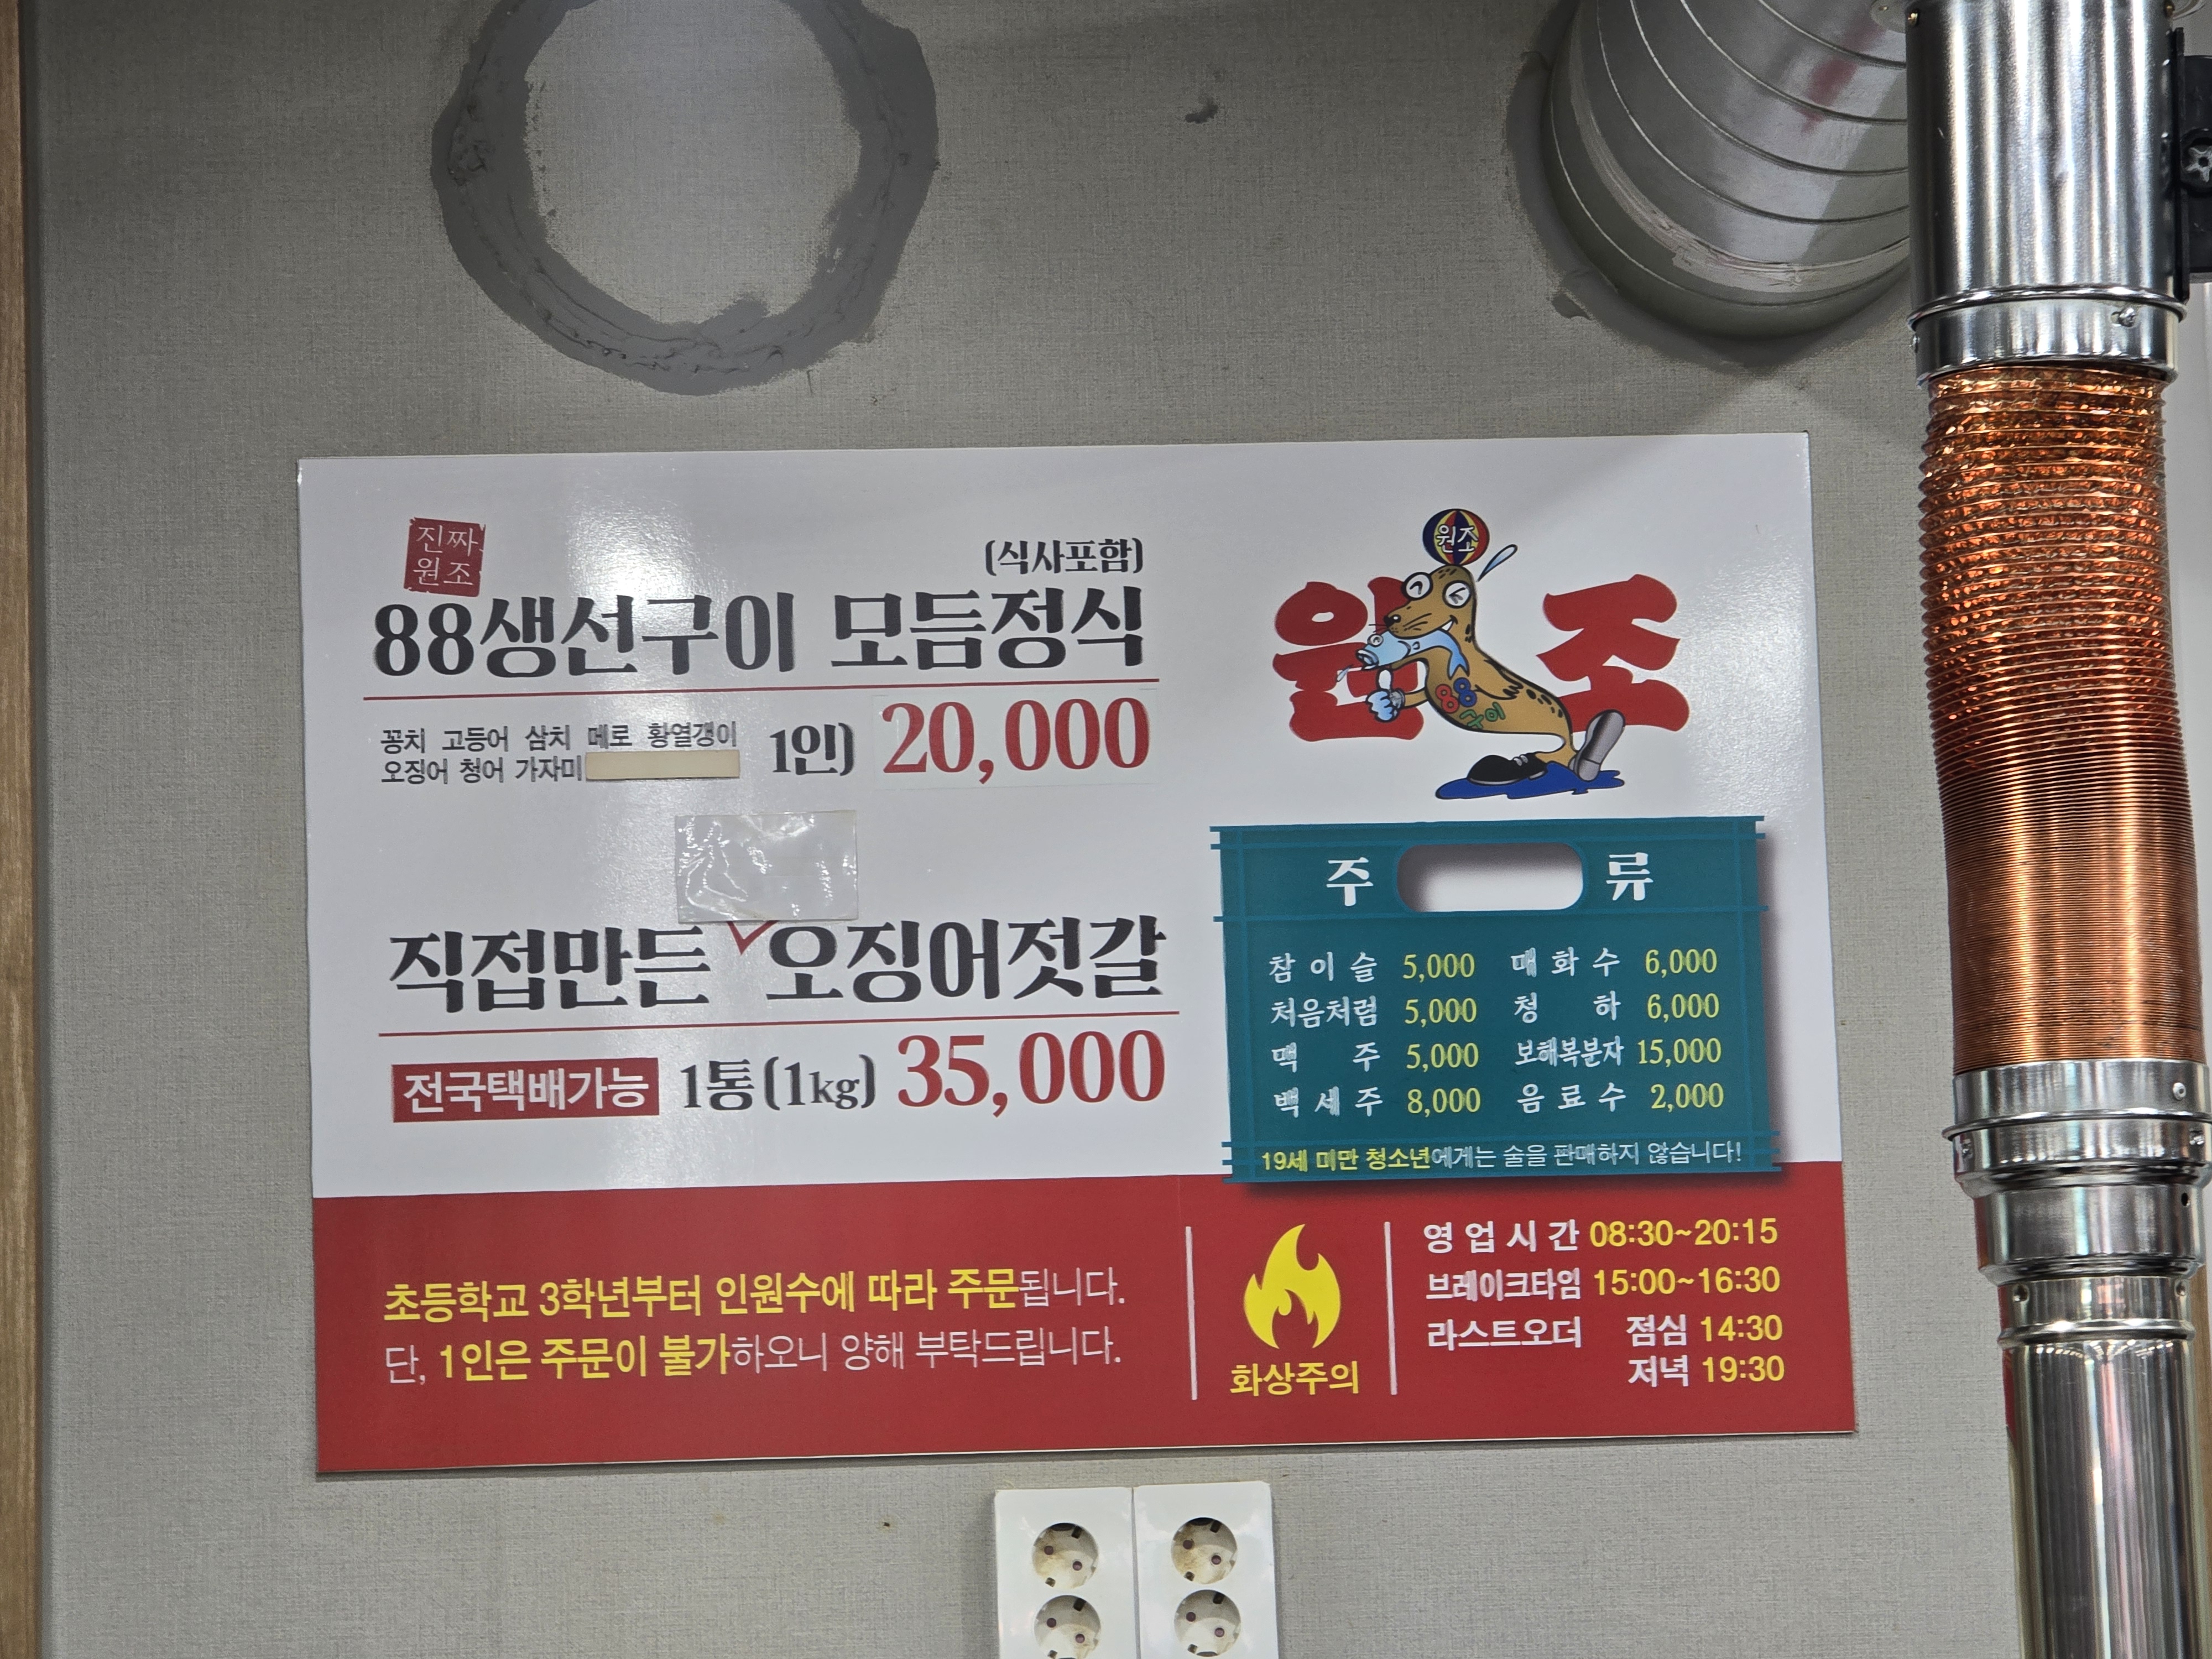 진짜
원조
(식사포함)
88생선구이 모듬정식
꽁치 고등어 삼치 메로 황열갱이
오징어 청어 가자미
1인) 20,000
직접만든 오징어젓갈
전국택배가능 1통(1kg) 35,000
원조
원조
88
구이
주류
참이슬 5,000 매화수 6,000
처음처럼 5,000 청하 6,000
맥주 5,000 보해복분자 15,000
백세주 8,000 음료수 2,000
19세 미만 청소년에게는 술을 판매하지 않습니다!
초등학교 3학년부터 인원수에 따라 주문됩니다.
단, 1인은 주문이 불가하오니 양해 부탁드립니다.
화상주의
영업시간 08:30~20:15
브레이크타임 15:00~16:30
라스트오더 점심 14:30
저녁 19:30